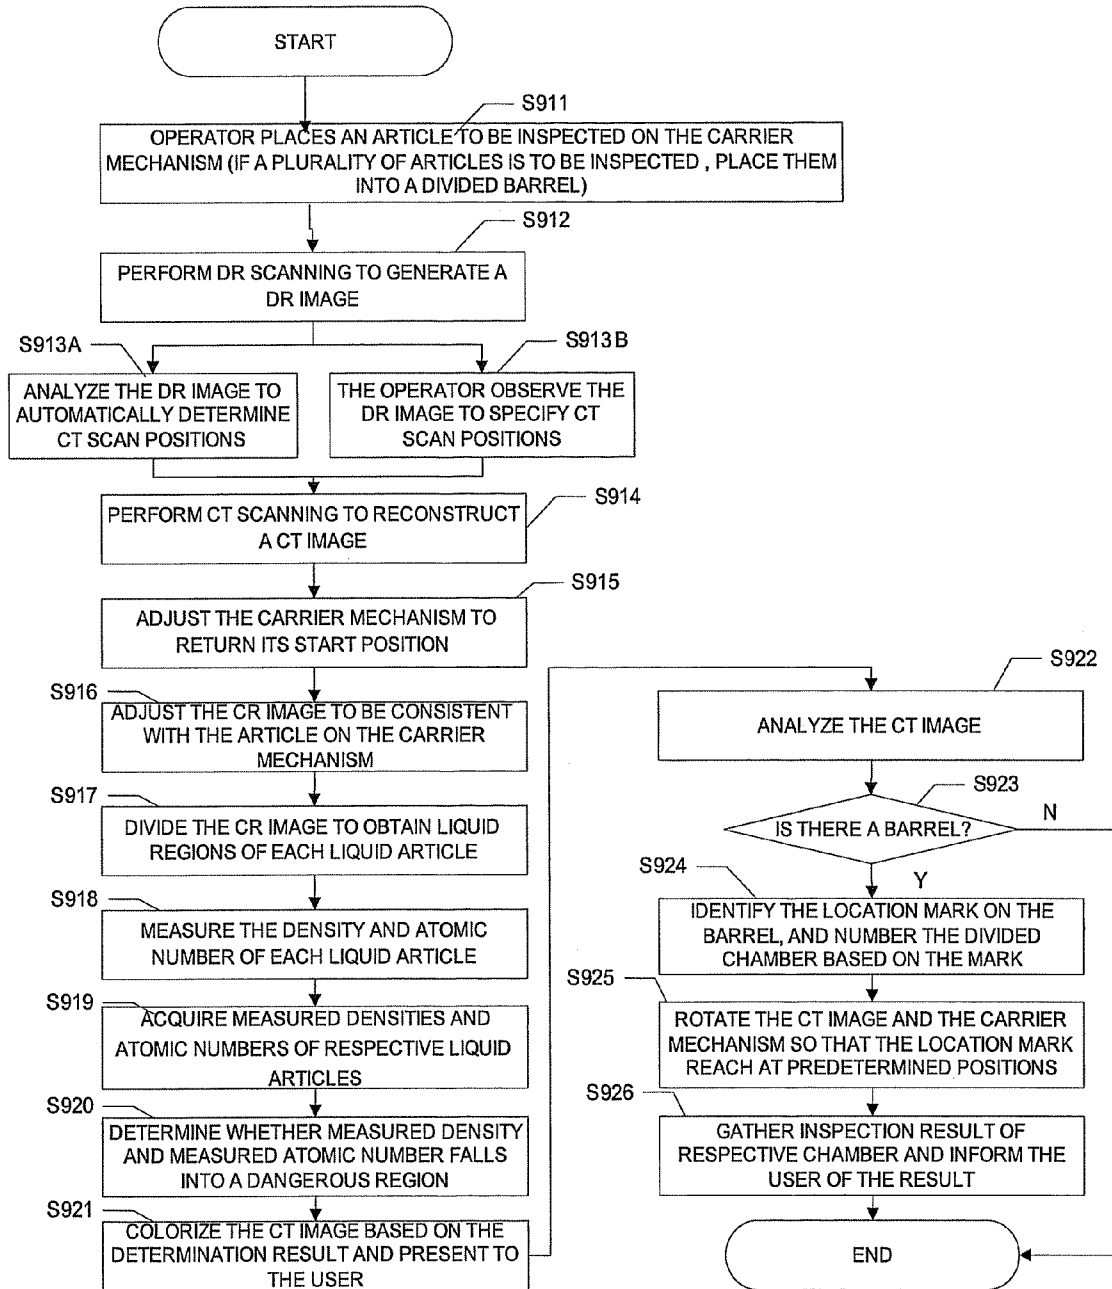 START
S911
OPERATOR PLACES AN ARTICLE TO BE INSPECTED ON THE CARRIER
MECHANISM (IF A PLURALITY OF ARTICLES IS TO BE INSPECTED , PLACE THEM
INTO A DIVIDED BARREL)
S912
PERFORM DR SCANNING TO GENERATE A
DR IMAGE
S913A
ANALYZE THE DR IMAGE TO
AUTOMATICALLY DETERMINE
CT SCAN POSITIONS
S913B
THE OPERATOR OBSERVE THE
DR IMAGE TO SPECIFY CT
SCAN POSITIONS
S914
PERFORM CT SCANNING TO RECONSTRUCT
A CT IMAGE
S915
ADJUST THE CARRIER MECHANISM TO
RETURN ITS START POSITION
S916
ADJUST THE CR IMAGE TO BE CONSISTENT
WITH THE ARTICLE ON THE CARRIER
MECHANISM
S917
DIVIDE THE CR IMAGE TO OBTAIN LIQUID
REGIONS OF EACH LIQUID ARTICLE
S918
MEASURE THE DENSITY AND ATOMIC
NUMBER OF EACH LIQUID ARTICLE
S919
ACQUIRE MEASURED DENSITIES AND
ATOMIC NUMBERS OF RESPECTIVE LIQUID
ARTICLES
S920
DETERMINE WHETHER MEASURED DENSITY
AND MEASURED ATOMIC NUMBER FALLS
INTO A DANGEROUS REGION
S921
COLORIZE THE CT IMAGE BASED ON THE
DETERMINATION RESULT AND PRESENT TO
THE USER
S922
ANALYZE THE CT IMAGE
S923
IS THERE A BARREL?
N
Y
S924
IDENTIFY THE LOCATION MARK ON THE
BARREL, AND NUMBER THE DIVIDED
CHAMBER BASED ON THE MARK
S925
ROTATE THE CT IMAGE AND THE CARRIER
MECHANISM SO THAT THE LOCATION MARK
REACH AT PREDETERMINED POSITIONS
S926
GATHER INSPECTION RESULT OF
RESPECTIVE CHAMBER AND INFORM THE
USER OF THE RESULT
END